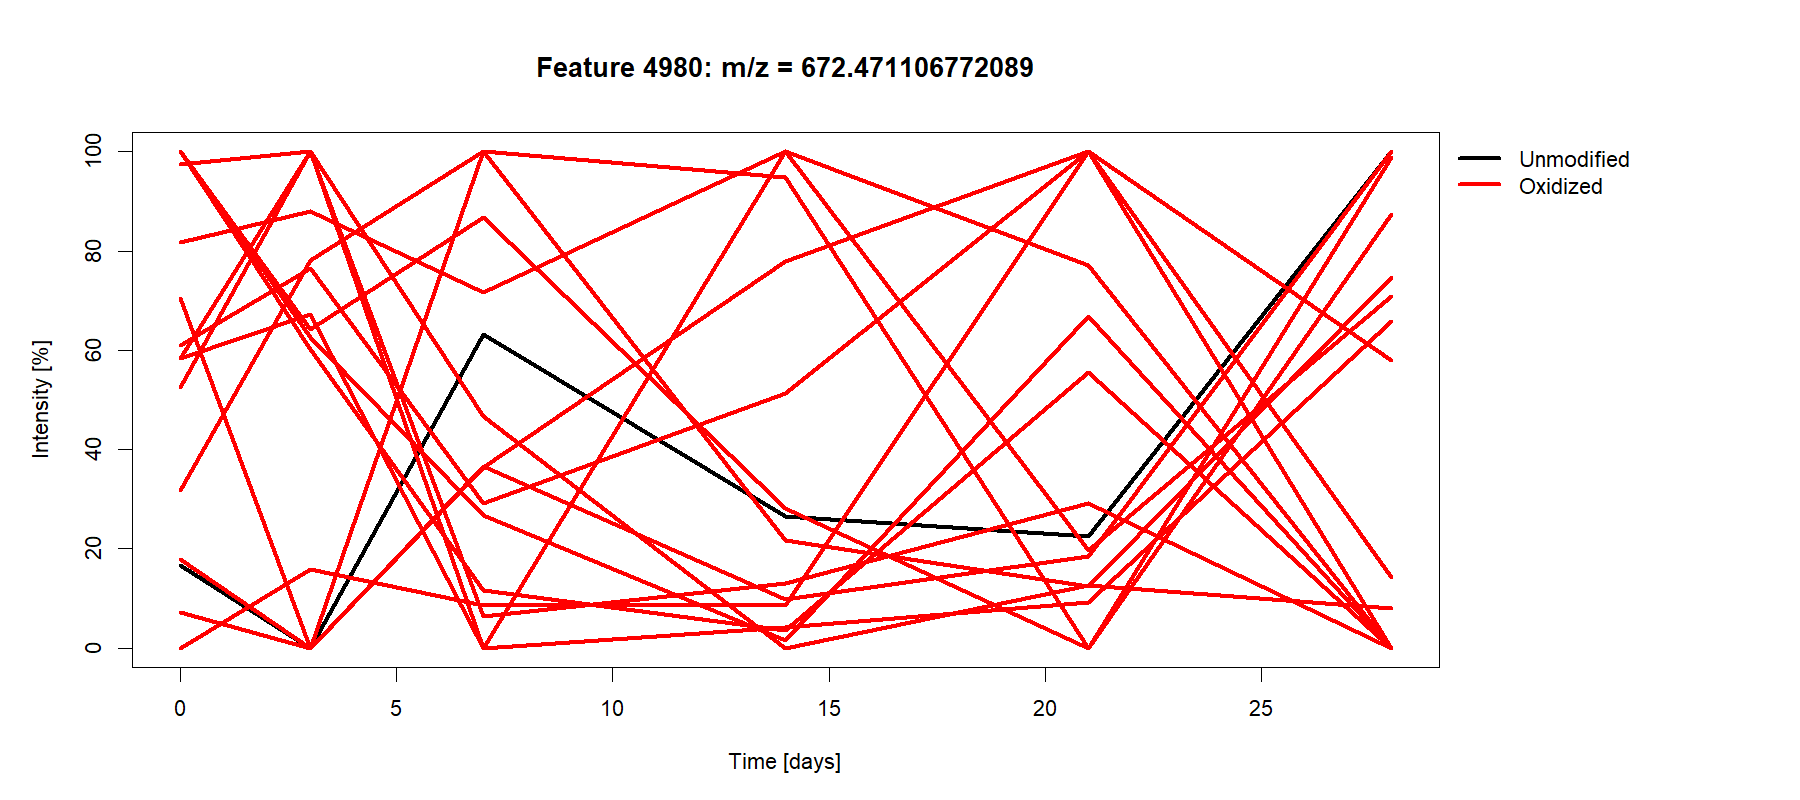 Feature 4980: m/z = 672.471106772089
Unmodified
Oxidized
Intensity [%]
100
80
60
40
20
0
0 5 10 15 20 25
Time [days]